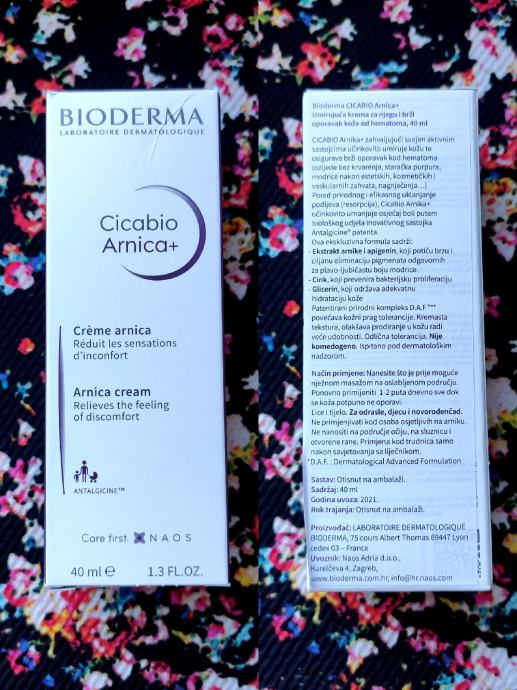 BIODERMA
LABORATOIRE DERMATOLOGIQUE
Cicabio
Arnica+
Crème arnica
Réduit les sensations
d'inconfort
Arnica cream
Relieves the feeling
of discomfort
ANTALGICINE™
Care first. NAOS
40 ml e 1.3 FL.OZ.
Bioderma CICABIO Arnica+
Umirujuća krema za njegu i brži
oporavak kože od hematoma, 40 ml
CICABIO Arnika+ zahvaljujući svojim aktivnim
sastojcima učinkovito umiruje kožu te
osigurava brži oporavak kod hematoma
(ozljede bez krvarenja, staračka purpura,
modrice nakon estetskih, kozmetičkih i
vaskularnih zahvata, nagnječenja...)
Pored prirodnog i efikasnog uklanjanje
podljeva (resorpcija), Cicabio Arnika+
učinkovito umanjuje osjećaj boli putem
biološkog udjela inovativnog sastojka
Antalgicine® patenta.
Ova ekskluzivna formula sadrži:
- Ekstrakt arnike i apigenin, koji potiču brzu i
ciljanu eliminaciju pigmenata odgovornih
za plavo-ljubičastu boju modrice
- Cink, koji prevenira bakterijsku proliferaciju
- Glicerin, koji održava adekvatnu
hidrataciju kože
Patentirani prirodni kompleks D.A.F™*
povećava kožni prag tolerancije. Kremasta
tekstura, olakšava prodiranje u kožu radi
veće udobnosti. Odlična tolerancija. Nije
komedogeno. Ispitano pod dermatološkim
nadzorom.
Način primjene: Nanesite što je prije moguće
nježnom masažom na oslabljenom području.
Ponovno primijeniti 1-2 puta dnevno sve dok
se koža potpuno ne oporavi.
Lice i tijelo. Za odrasle, djecu i novorođenčad.
Ne primjenjivati kod osoba osjetljivih na arniku.
Ne nanositi na područje očiju, na sluznicu i
otvorene rane. Primjena kod trudnica samo
nakon savjetovanja sa liječnikom.
*D.A.F. : Dermatological Advanced Formulation
Sastav: Otisnut na ambalaži.
Sadržaj: 40 ml
Godina uvoza: 2021.
Rok trajanja: Otisnut na ambalaži.
Proizvođač: LABORATOIRE DERMATOLOGIQUE
BIODERMA, 75 cours Albert Thomas 69447 Lyon
cedex 03 – France
Uvoznik: Naos Adria d.o.o.,
Kurelčeva 4, Zagreb,
www.bioderma.com.hr, info@hr.naos.com